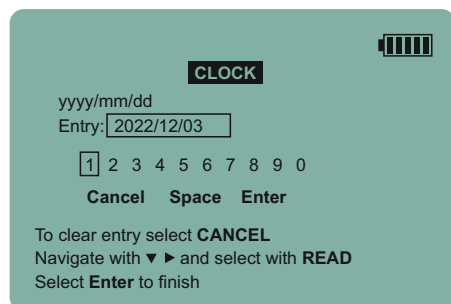 CLOCK
yyyy/mm/dd
Entry: 2022/12/03
1 2 3 4 5 6 7 8 9 0
Cancel Space Enter
To clear entry select CANCEL
Navigate with ▼ ► and select with READ
Select Enter to finish